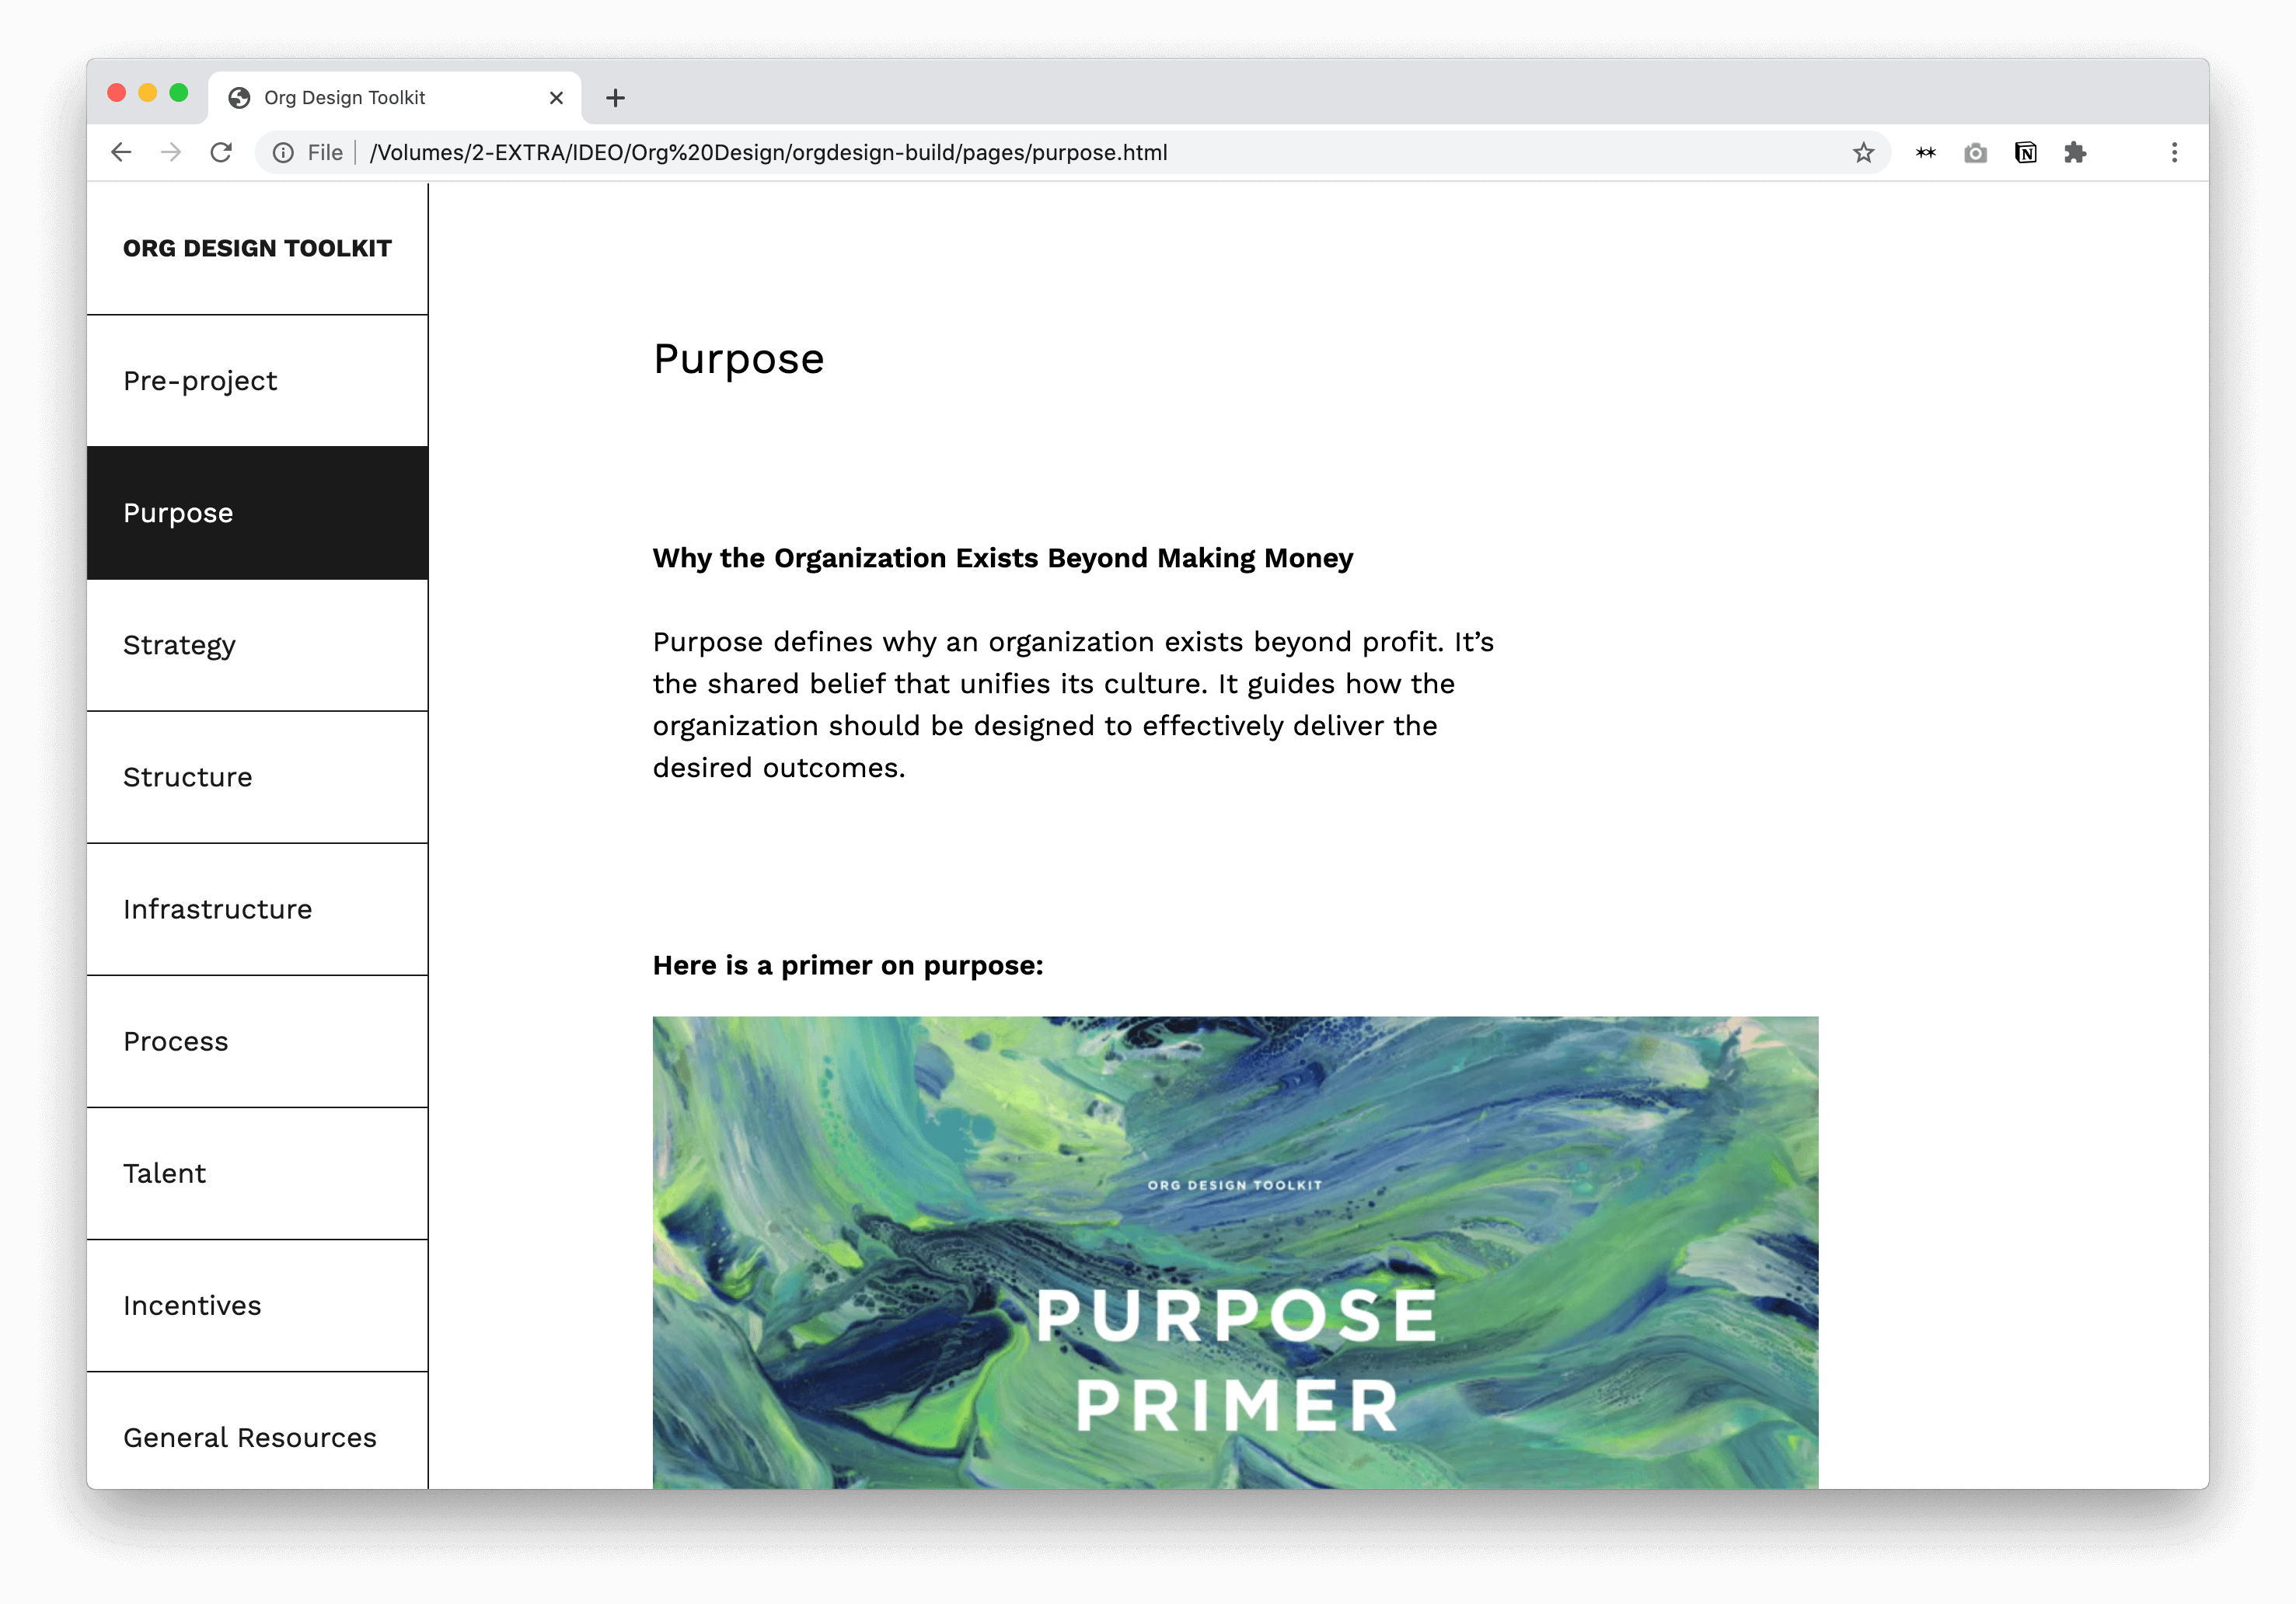 Org Design Toolkit
File
/Volumes/2-EXTRA/IDEO/Org%20Design/orgdesign-build/pages/purpose.html
ORG DESIGN TOOLKIT
Pre-project
Purpose
Strategy
Structure
Infrastructure
Process
Talent
Incentives
General Resources
Purpose
Why the Organization Exists Beyond Making Money
Purpose defines why an organization exists beyond profit. It’s
the shared belief that unifies its culture. It guides how the
organization should be designed to effectively deliver the
desired outcomes.
Here is a primer on purpose:
ORG DESIGN TOOLKIT
PURPOSE
PRIMER